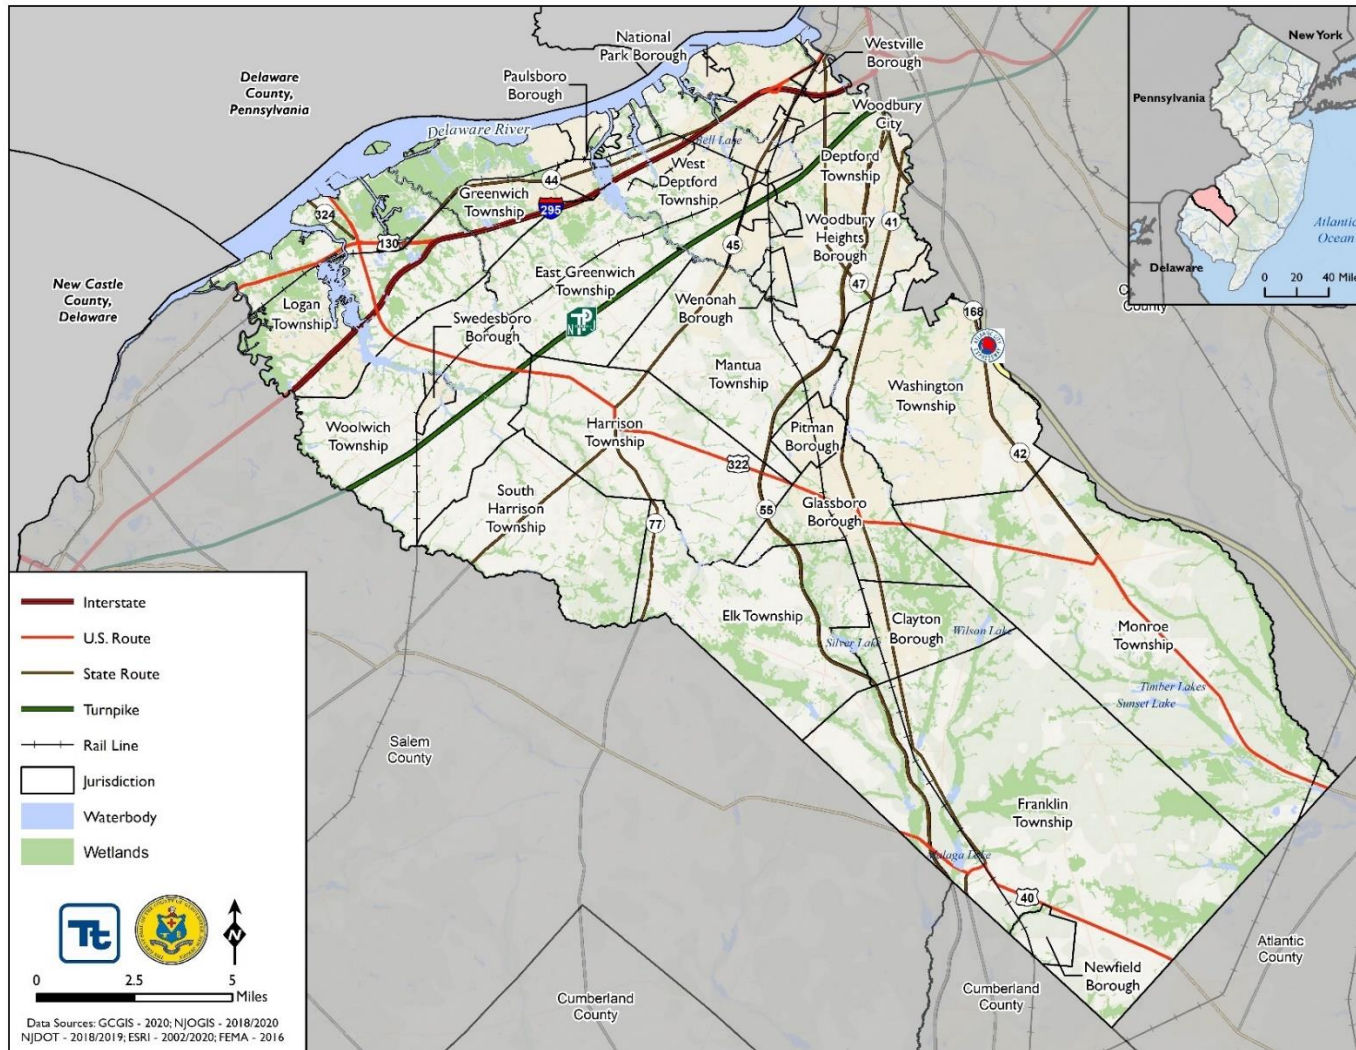 National
Park Borough
Westville
Borough
New York
Pennsylvania
Atlantic
Ocean
Delaware
0 20 40 Mile
Delaware
County,
Pennsylvania
Paulsboro
Borough
Woodbury
City
Delaware River
Bell Lake
West
Deptford
Township
Deptford
Township
44
Greenwich
Township
295
324
130
Woodbury
Heights
Borough
41
45
47
County
New Castle
County,
Delaware
East Greenwich
Township
Logan
Township
Wenonah
Borough
168
Swedesboro
Borough
N J
TP
Mantua
Township
Washington
Township
Woolwich
Township
Harrison
Township
Pitman
Borough
42
322
South
Harrison
Township
77
55
Glassboro
Borough
Elk Township
Clayton
Borough
Silver Lake
Wilson Lake
Monroe
Township
Timber Lakes
Sunset Lake
Salem
County
Franklin
Township
40
Newfield
Borough
Atlantic
County
Cumberland
County
Cumberland
County
Interstate
U.S. Route
State Route
Turnpike
Rail Line
Jurisdiction
Waterbody
Wetlands
Tt
N
0 2.5 5
Miles
Data Sources: GCGIS - 2020; NJOGIS - 2018/2020
NJDOT - 2018/2019; ESRI - 2002/2020; FEMA - 2016